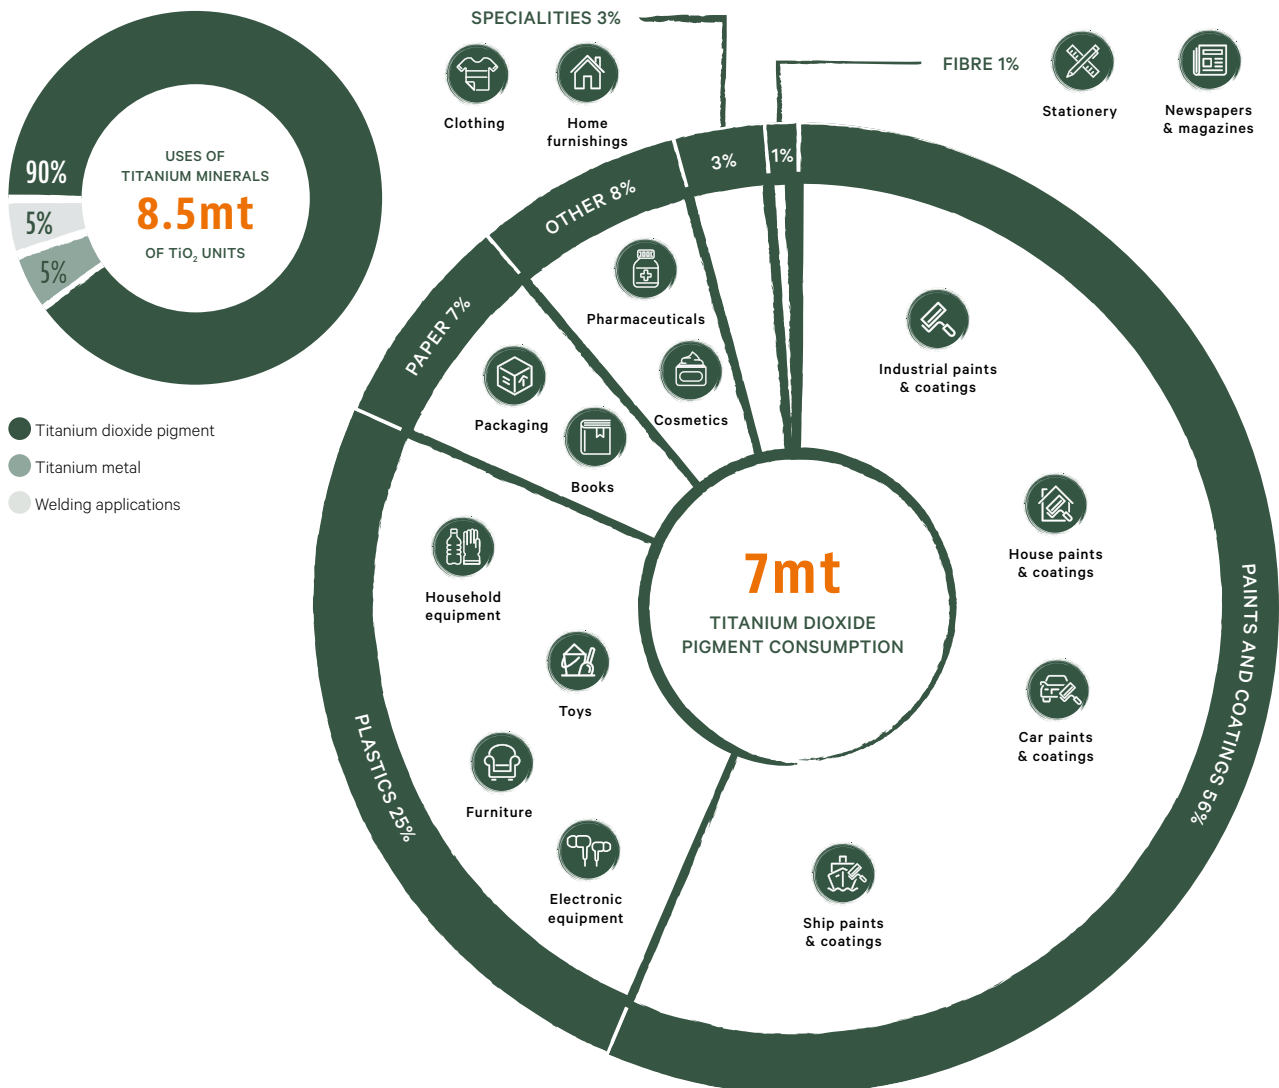 USES OF
TITANIUM MINERALS
8.5mt
OF TiO₂ UNITS
90%
5%
5%
Titanium dioxide pigment
Titanium metal
Welding applications
SPECIALITIES 3%
Clothing
Home
furnishings
FIBRE 1%
Stationery
Newspapers
& magazines
3%
1%
OTHER 8%
Pharmaceuticals
Cosmetics
PAPER 7%
Packaging
Books
PLASTICS 25%
Household
equipment
Toys
Furniture
Electronic
equipment
7mt
TITANIUM DIOXIDE
PIGMENT CONSUMPTION
PAINTS AND COATINGS 56%
Industrial paints
& coatings
House paints
& coatings
Car paints
& coatings
Ship paints
& coatings